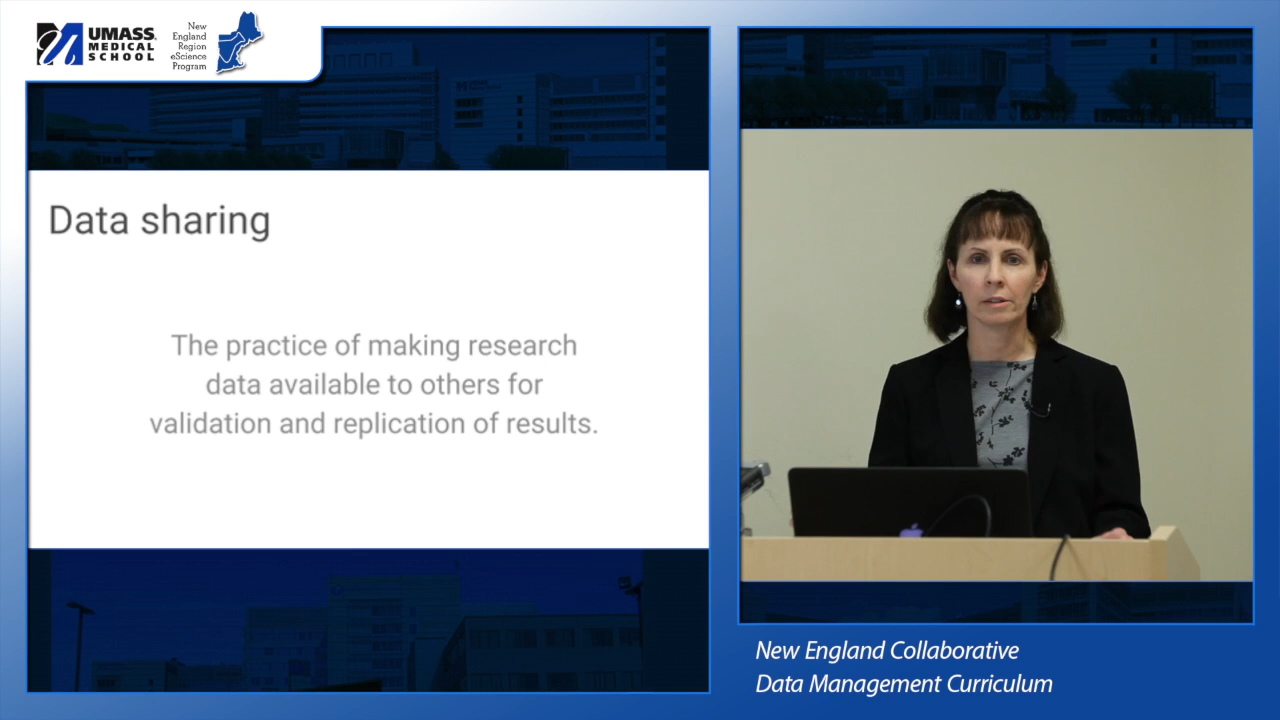 UMASS
MEDICAL
SCHOOL
New
England
Region
eScience
Program
Data sharing
The practice of making research
data available to others for
validation and replication of results.
New England Collaborative
Data Management Curriculum